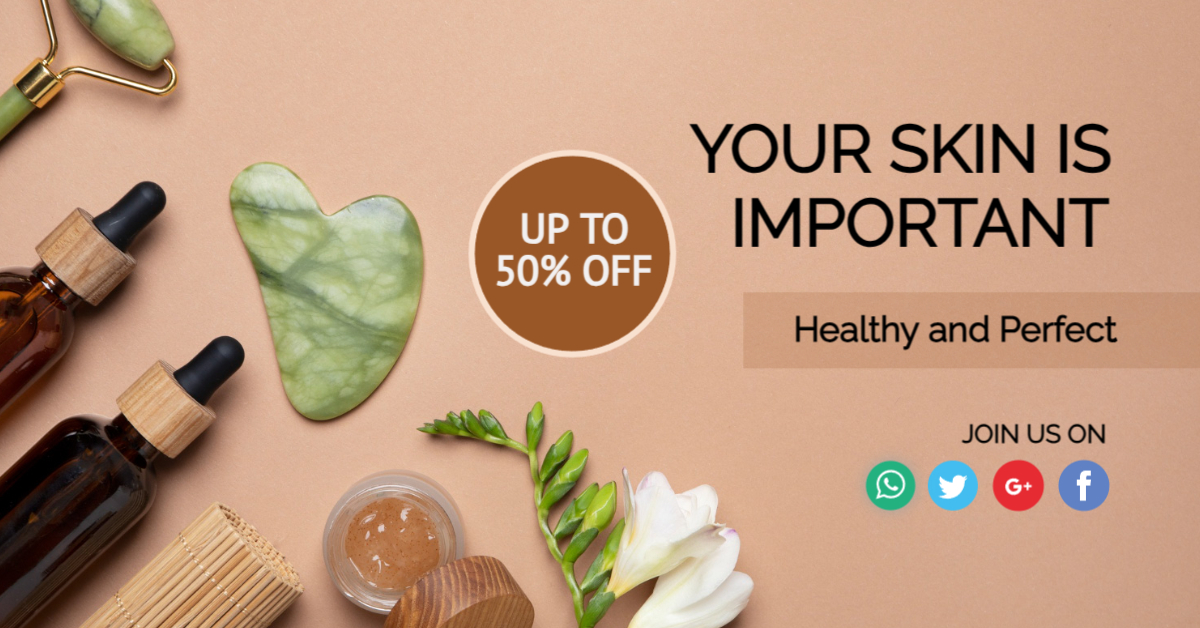 YOUR SKIN IS
IMPORTANT
UP TO
50% OFF
Healthy and Perfect
JOIN US ON
G+
f